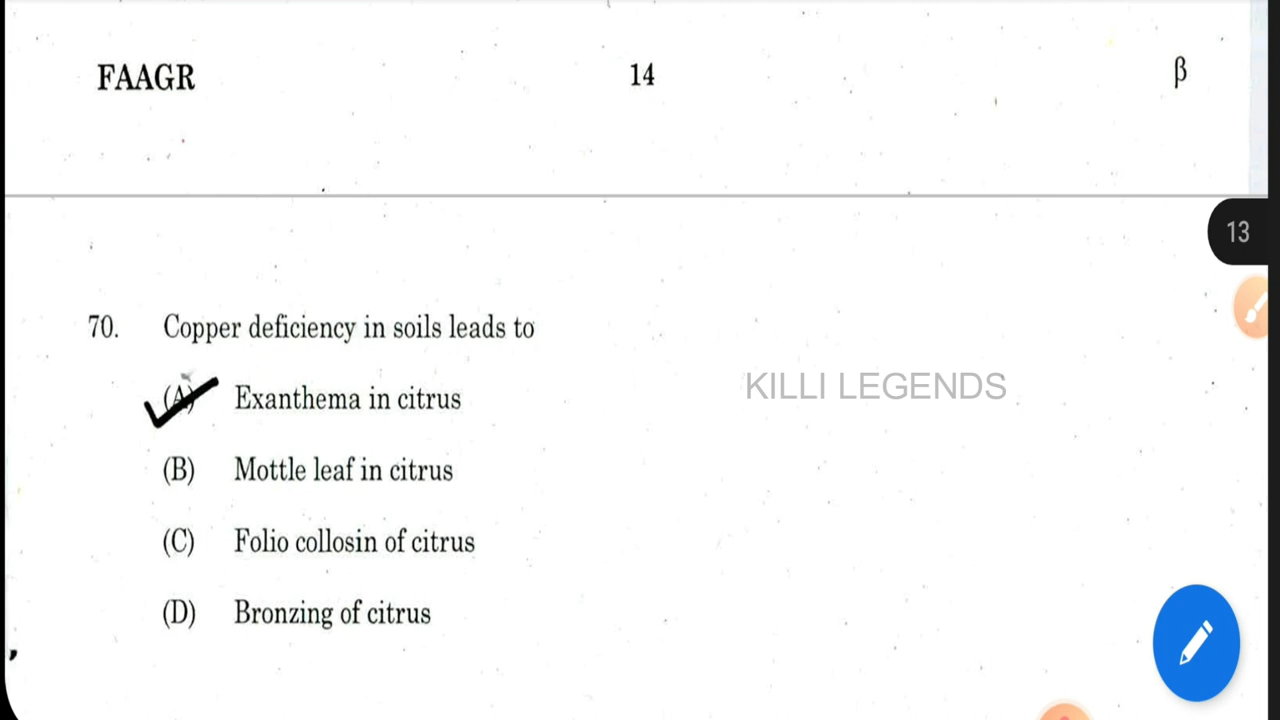 FAAGR 14 β
13
70. Copper deficiency in soils leads to
(A) Exanthema in citrus
KILLI LEGENDS
(B) Mottle leaf in citrus
(C) Folio collosin of citrus
(D) Bronzing of citrus